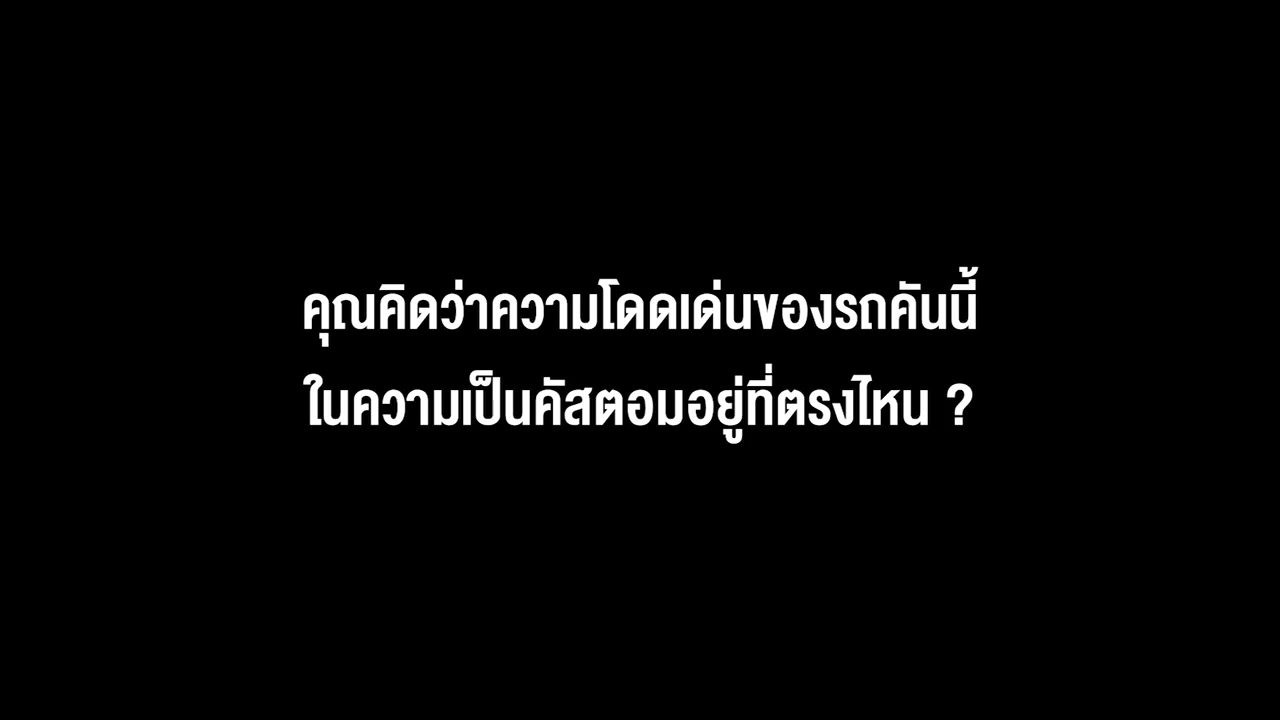 คุณคิดว่าความโดดเด่นของรถคันนี้
ในความเป็นคัสตอมอยู่ที่ตรงไหน ?